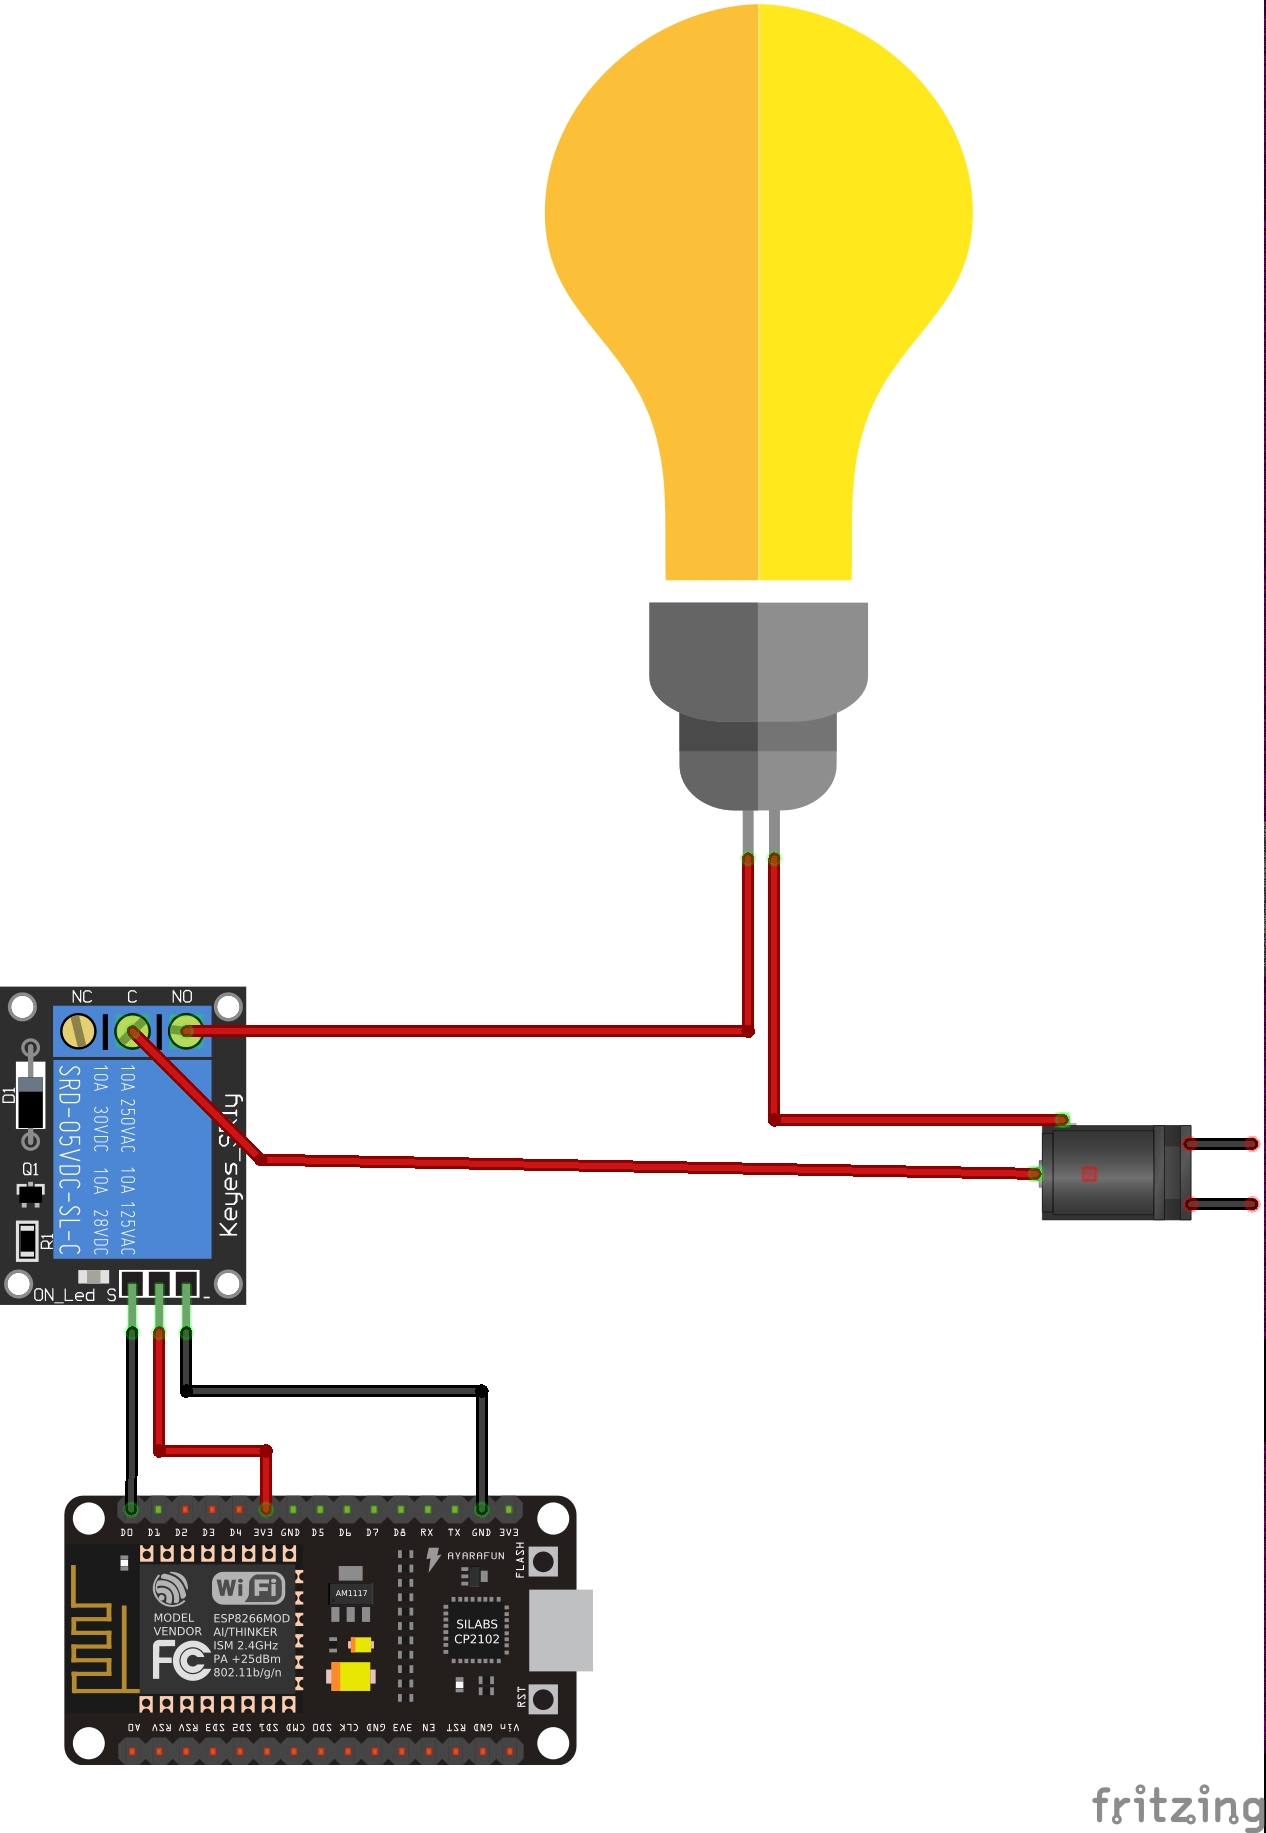 NC C NO
D1
Q1
R1
SRD-05VDC-SL-C
10A 30VDC 10A 28VDC
10A 250VAC 10A 125VAC
Keyes_SR1y
ON_Led S -
D0 D1 D2 D3 D4 3V3 GND D5 D6 D7 D8 RX TX GND 3V3
FLASH
AYARAFUN
WiFi
MODEL
VENDOR
FC
ESP8266MOD
AI/THINKER
ISM 2.4GHz
PA +25dBm
802.11b/g/n
AM1117
SILABS
CP2102
RST
A0 RSV RSV SD3 SD2 SD1 CMD SD0 CLK GND 3V3 EN RST GND Vin
fritzing